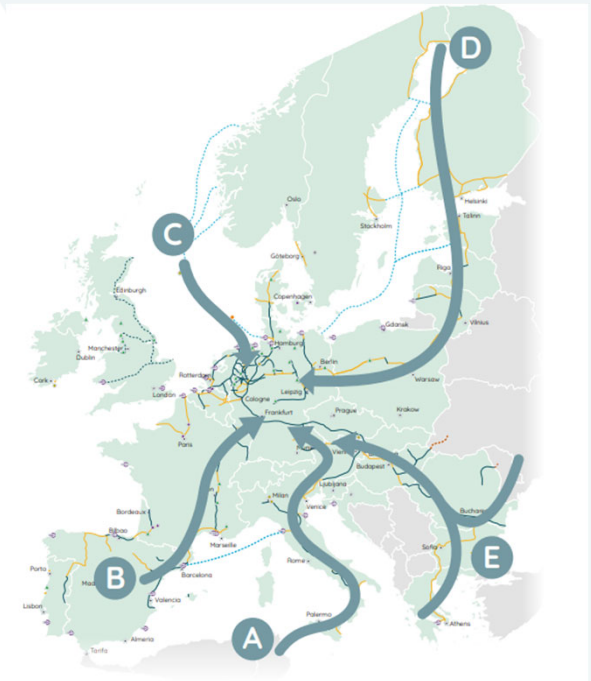 D
Oslo
Helsinki
Talinn
Stockholm
C
Göteborg
Riga
Edinburgh
Copenhagen
Vilnius
Gdansk
Hamburg
Manchester
Dublin
Berlin
Rotterdam
Warsaw
Cork
London
Leipzig
Cologne
Frankfurt
Prague
Krakow
Paris
Budapest
Ljubljana
Milan
Venice
Bordeaux
Bilbao
Marseille
Sofia
E
Rome
Porto
B
Barcelona
Valencia
Lisbon
Palermo
Athens
Almeria
A
Tarifa